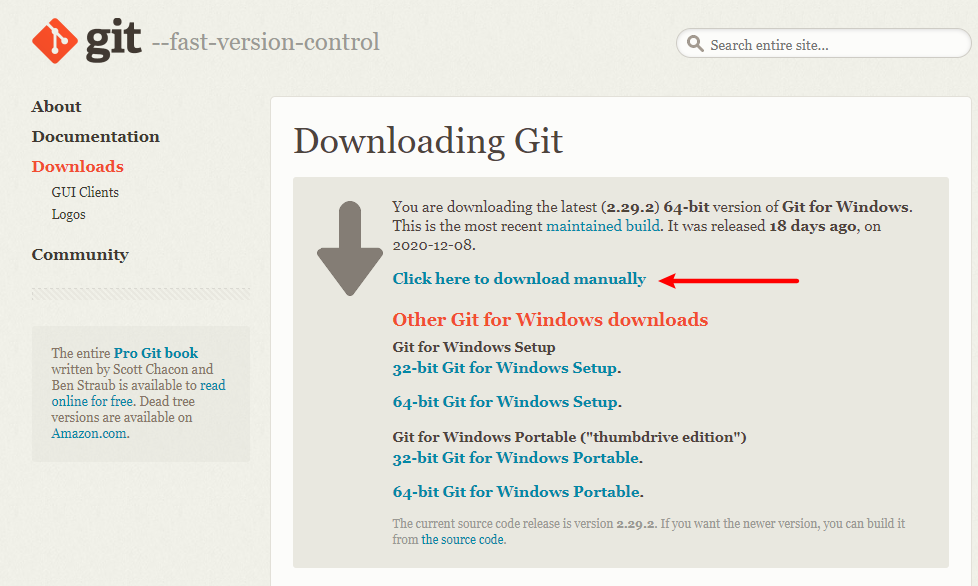 git --fast-version-control
Search entire site...
About
Documentation
Downloads
GUI Clients
Logos
Community
The entire Pro Git book
written by Scott Chacon and
Ben Straub is available to read
online for free. Dead tree
versions are available on
Amazon.com.
Downloading Git
You are downloading the latest (2.29.2) 64-bit version of Git for Windows.
This is the most recent maintained build. It was released 18 days ago, on
2020-12-08.
Click here to download manually
Other Git for Windows downloads
Git for Windows Setup
32-bit Git for Windows Setup.
64-bit Git for Windows Setup.
Git for Windows Portable ("thumbdrive edition")
32-bit Git for Windows Portable.
64-bit Git for Windows Portable.
The current source code release is version 2.29.2. If you want the newer version, you can build it
from the source code.